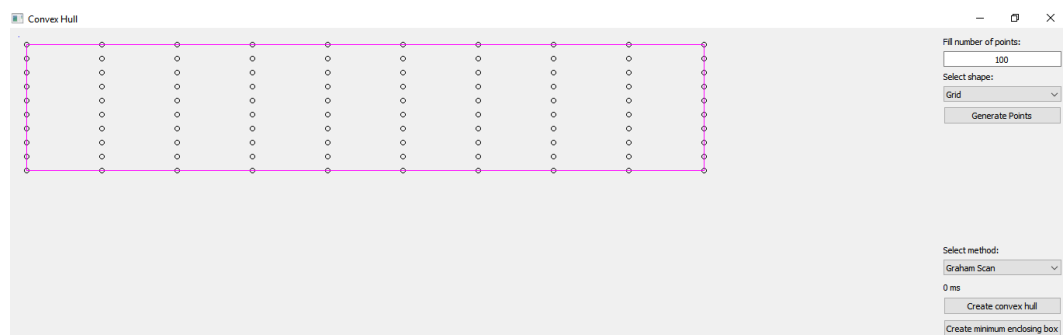 Convex Hull
Fill number of points:
100
Select shape:
Grid
Generate Points
Select method:
Graham Scan
0 ms
Create convex hull
Create minimum enclosing box